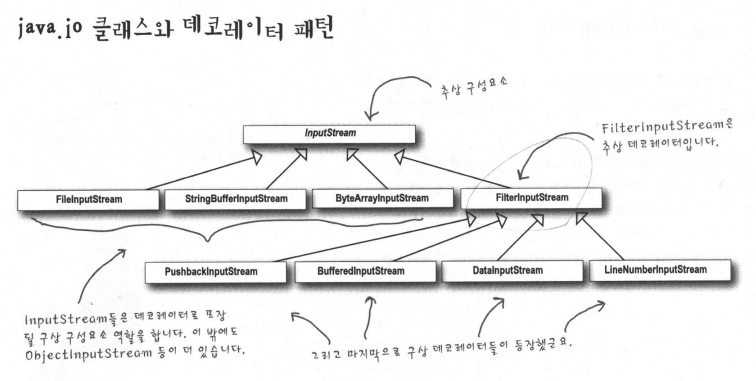 java.io 클래스와 데코레이터 패턴
추상 구성요소
InputStream
FilterInputStream은
추상 데코레이터입니다.
FileInputStream
StringBufferInputStream
ByteArrayInputStream
FilterInputStream
PushbackInputStream
BufferedInputStream
DataInputStream
LineNumberInputStream
InputStream들은 데코레이터로 포장
될 구상 구성요소 역할을 합니다. 이 밖에도
ObjectInputStream 등이 더 있습니다.
그리고 마지막으로 구상 데코레이터들이 등장했군요.